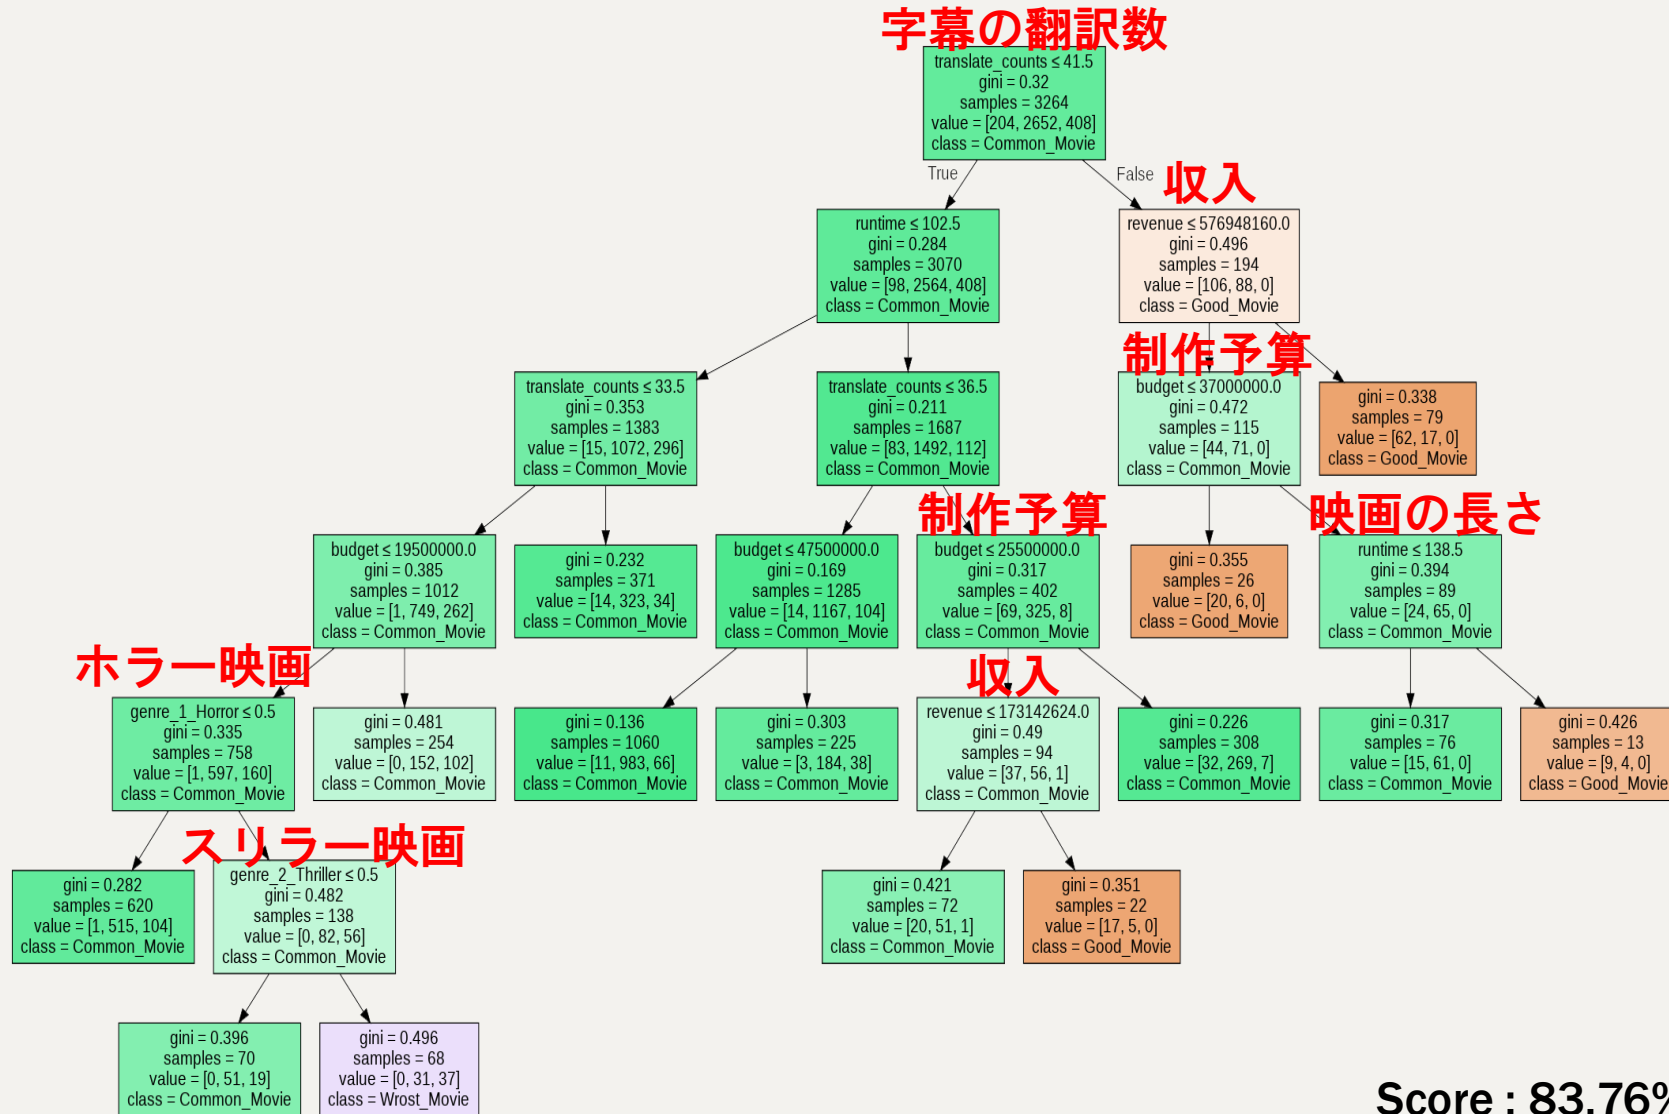 字幕の翻訳数
translate_counts ≤ 41.5
gini = 0.32
samples = 3264
value = [204, 2652, 408]
class = Common_Movie
True
False
収入
runtime ≤ 102.5
gini = 0.284
samples = 3070
value = [98, 2564, 408]
class = Common_Movie
revenue ≤ 576948160.0
gini = 0.496
samples = 194
value = [106, 88, 0]
class = Good_Movie
制作予算
translate_counts ≤ 33.5
gini = 0.353
samples = 1383
value = [15, 1072, 296]
class = Common_Movie
translate_counts ≤ 36.5
gini = 0.211
samples = 1687
value = [83, 1492, 112]
class = Common_Movie
budget ≤ 37000000.0
gini = 0.472
samples = 115
value = [44, 71, 0]
class = Common_Movie
gini = 0.338
samples = 79
value = [62, 17, 0]
class = Good_Movie
制作予算
映画の長さ
budget ≤ 19500000.0
gini = 0.385
samples = 1012
value = [1, 749, 262]
class = Common_Movie
gini = 0.232
samples = 371
value = [14, 323, 34]
class = Common_Movie
budget ≤ 47500000.0
gini = 0.169
samples = 1285
value = [14, 1167, 104]
class = Common_Movie
budget ≤ 25500000.0
gini = 0.317
samples = 402
value = [69, 325, 8]
class = Common_Movie
gini = 0.355
samples = 26
value = [20, 6, 0]
class = Good_Movie
runtime ≤ 138.5
gini = 0.394
samples = 89
value = [24, 65, 0]
class = Common_Movie
ホラー映画
収入
genre_1_Horror ≤ 0.5
gini = 0.335
samples = 758
value = [1, 597, 160]
class = Common_Movie
gini = 0.481
samples = 254
value = [0, 152, 102]
class = Common_Movie
gini = 0.136
samples = 1060
value = [11, 983, 66]
class = Common_Movie
gini = 0.303
samples = 225
value = [3, 184, 38]
class = Common_Movie
revenue ≤ 173142624.0
gini = 0.49
samples = 94
value = [37, 56, 1]
class = Common_Movie
gini = 0.226
samples = 308
value = [32, 269, 7]
class = Common_Movie
gini = 0.317
samples = 76
value = [15, 61, 0]
class = Common_Movie
gini = 0.426
samples = 13
value = [9, 4, 0]
class = Good_Movie
スリラー映画
gini = 0.282
samples = 620
value = [1, 515, 104]
class = Common_Movie
genre_2_Thriller ≤ 0.5
gini = 0.482
samples = 138
value = [0, 82, 56]
class = Common_Movie
gini = 0.421
samples = 72
value = [20, 51, 1]
class = Common_Movie
gini = 0.351
samples = 22
value = [17, 5, 0]
class = Good_Movie
gini = 0.396
samples = 70
value = [0, 51, 19]
class = Common_Movie
gini = 0.496
samples = 68
value = [0, 31, 37]
class = Wrost_Movie
Score : 83.76%